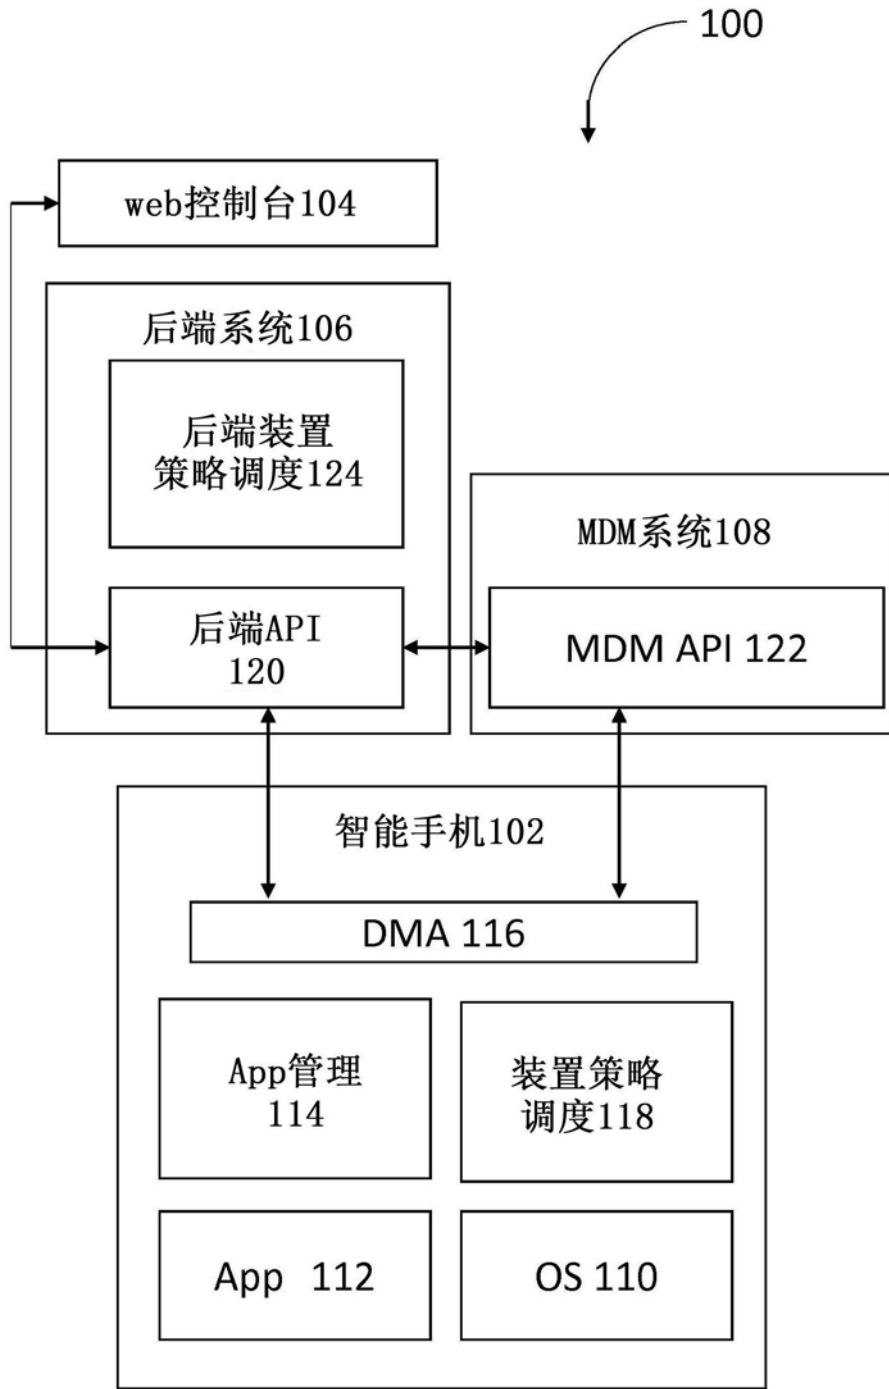 100
web控制台104
后端系统106
后端装置
策略调度124
MDM系统108
后端API
120
MDM API 122
智能手机102
DMA 116
App管理
114
装置策略
调度118
App 112
OS 110